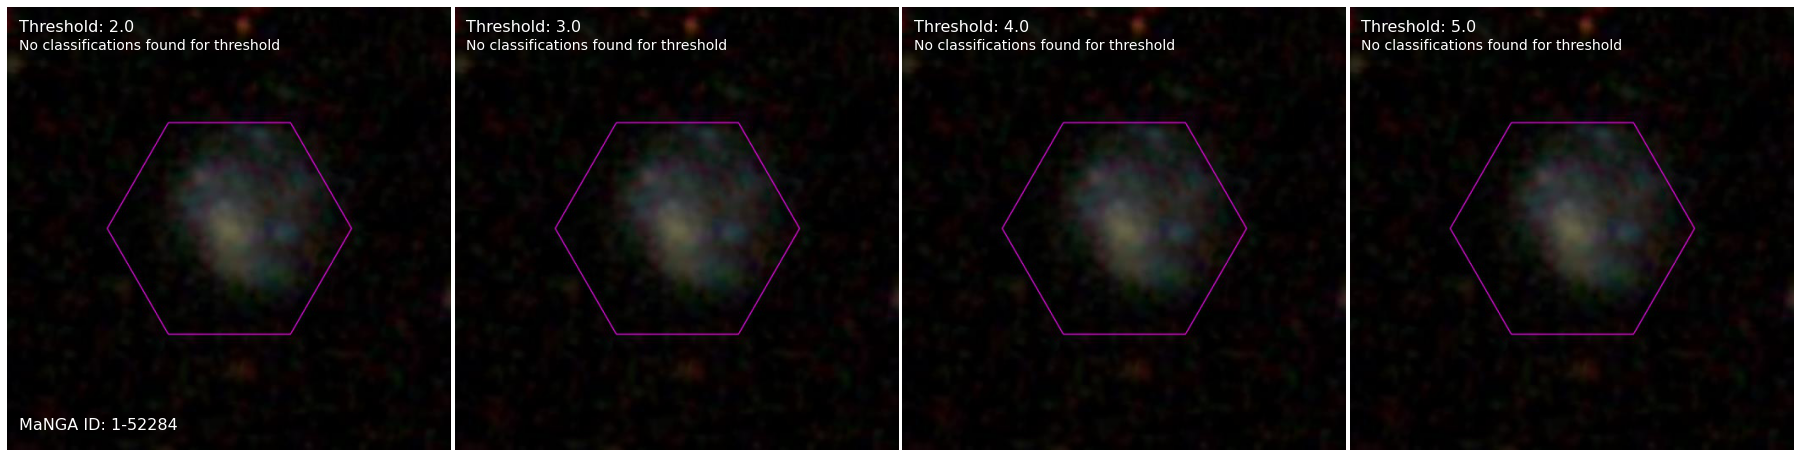 Threshold: 2.0
No classifications found for threshold
MaNGA ID: 1-52284
Threshold: 3.0
No classifications found for threshold
Threshold: 4.0
No classifications found for threshold
Threshold: 5.0
No classifications found for threshold